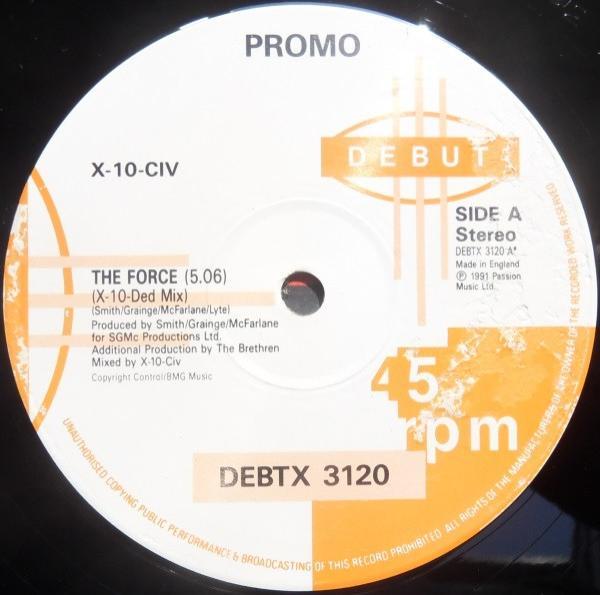 PROMO
DEBUT
X-10-CIV
SIDE A
Stereo
DEBTX 3120 A*
Made in England
℗ 1991 Passion
Music Ltd.
THE FORCE (5.06)
(X-10-Ded Mix)
(Smith/Grainge/McFarlane/Lyte)
Produced by Smith/Grainge/McFarlane
for SGMc Productions Ltd.
Additional Production by The Brethren
Mixed by X-10-Civ
Copyright Control/BMG Music
45
rpm
DEBTX 3120
UNAUTHORISED COPYING PUBLIC PERFORMANCE & BROADCASTING OF THIS RECORD PROHIBITED. ALL RIGHTS OF THE MANUFACTURERS OF THE OWNER OF THE RECORDED WORK RESERVED